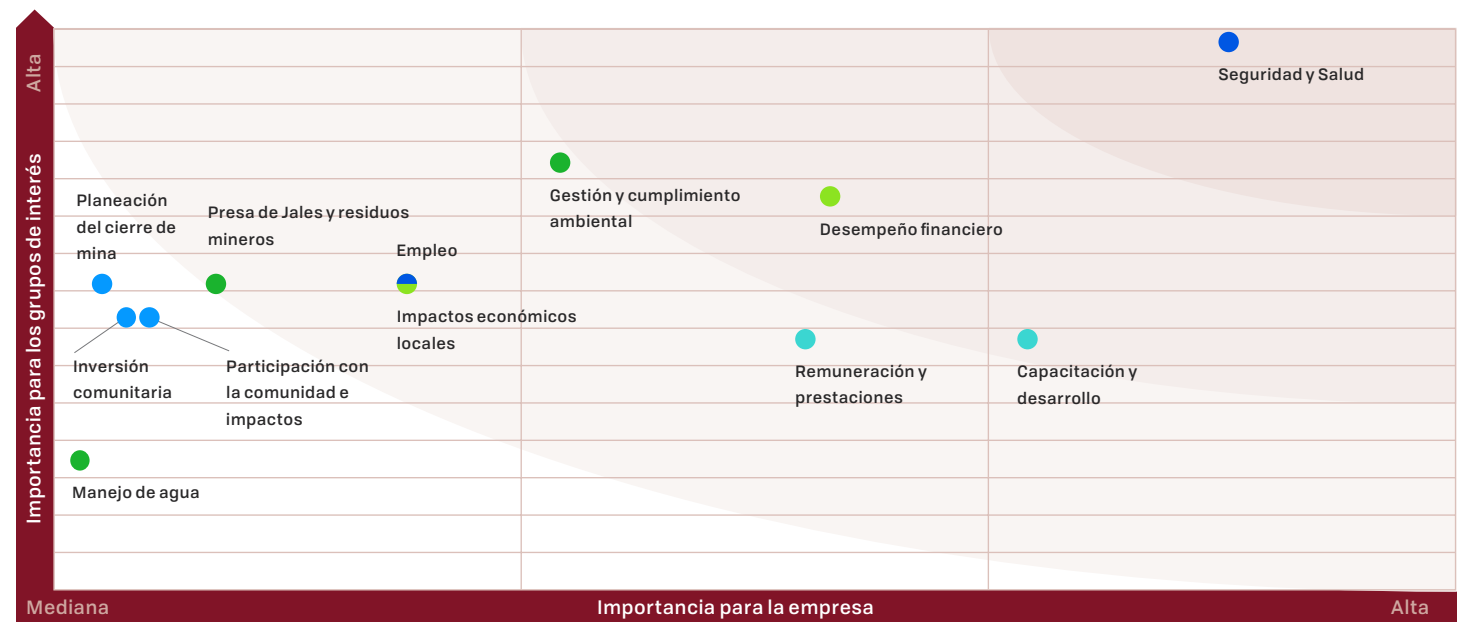 Alta
Importancia para los grupos de interés
Seguridad y Salud
Gestión y cumplimiento
ambiental
Desempeño financiero
Planeación
del cierre de
mina
Presa de Jales y residuos
mineros
Empleo
Impactos económicos
locales
Inversión
comunitaria
Participación con
la comunidad e
impactos
Remuneración y
prestaciones
Capacitación y
desarrollo
Manejo de agua
Mediana
Importancia para la empresa
Alta